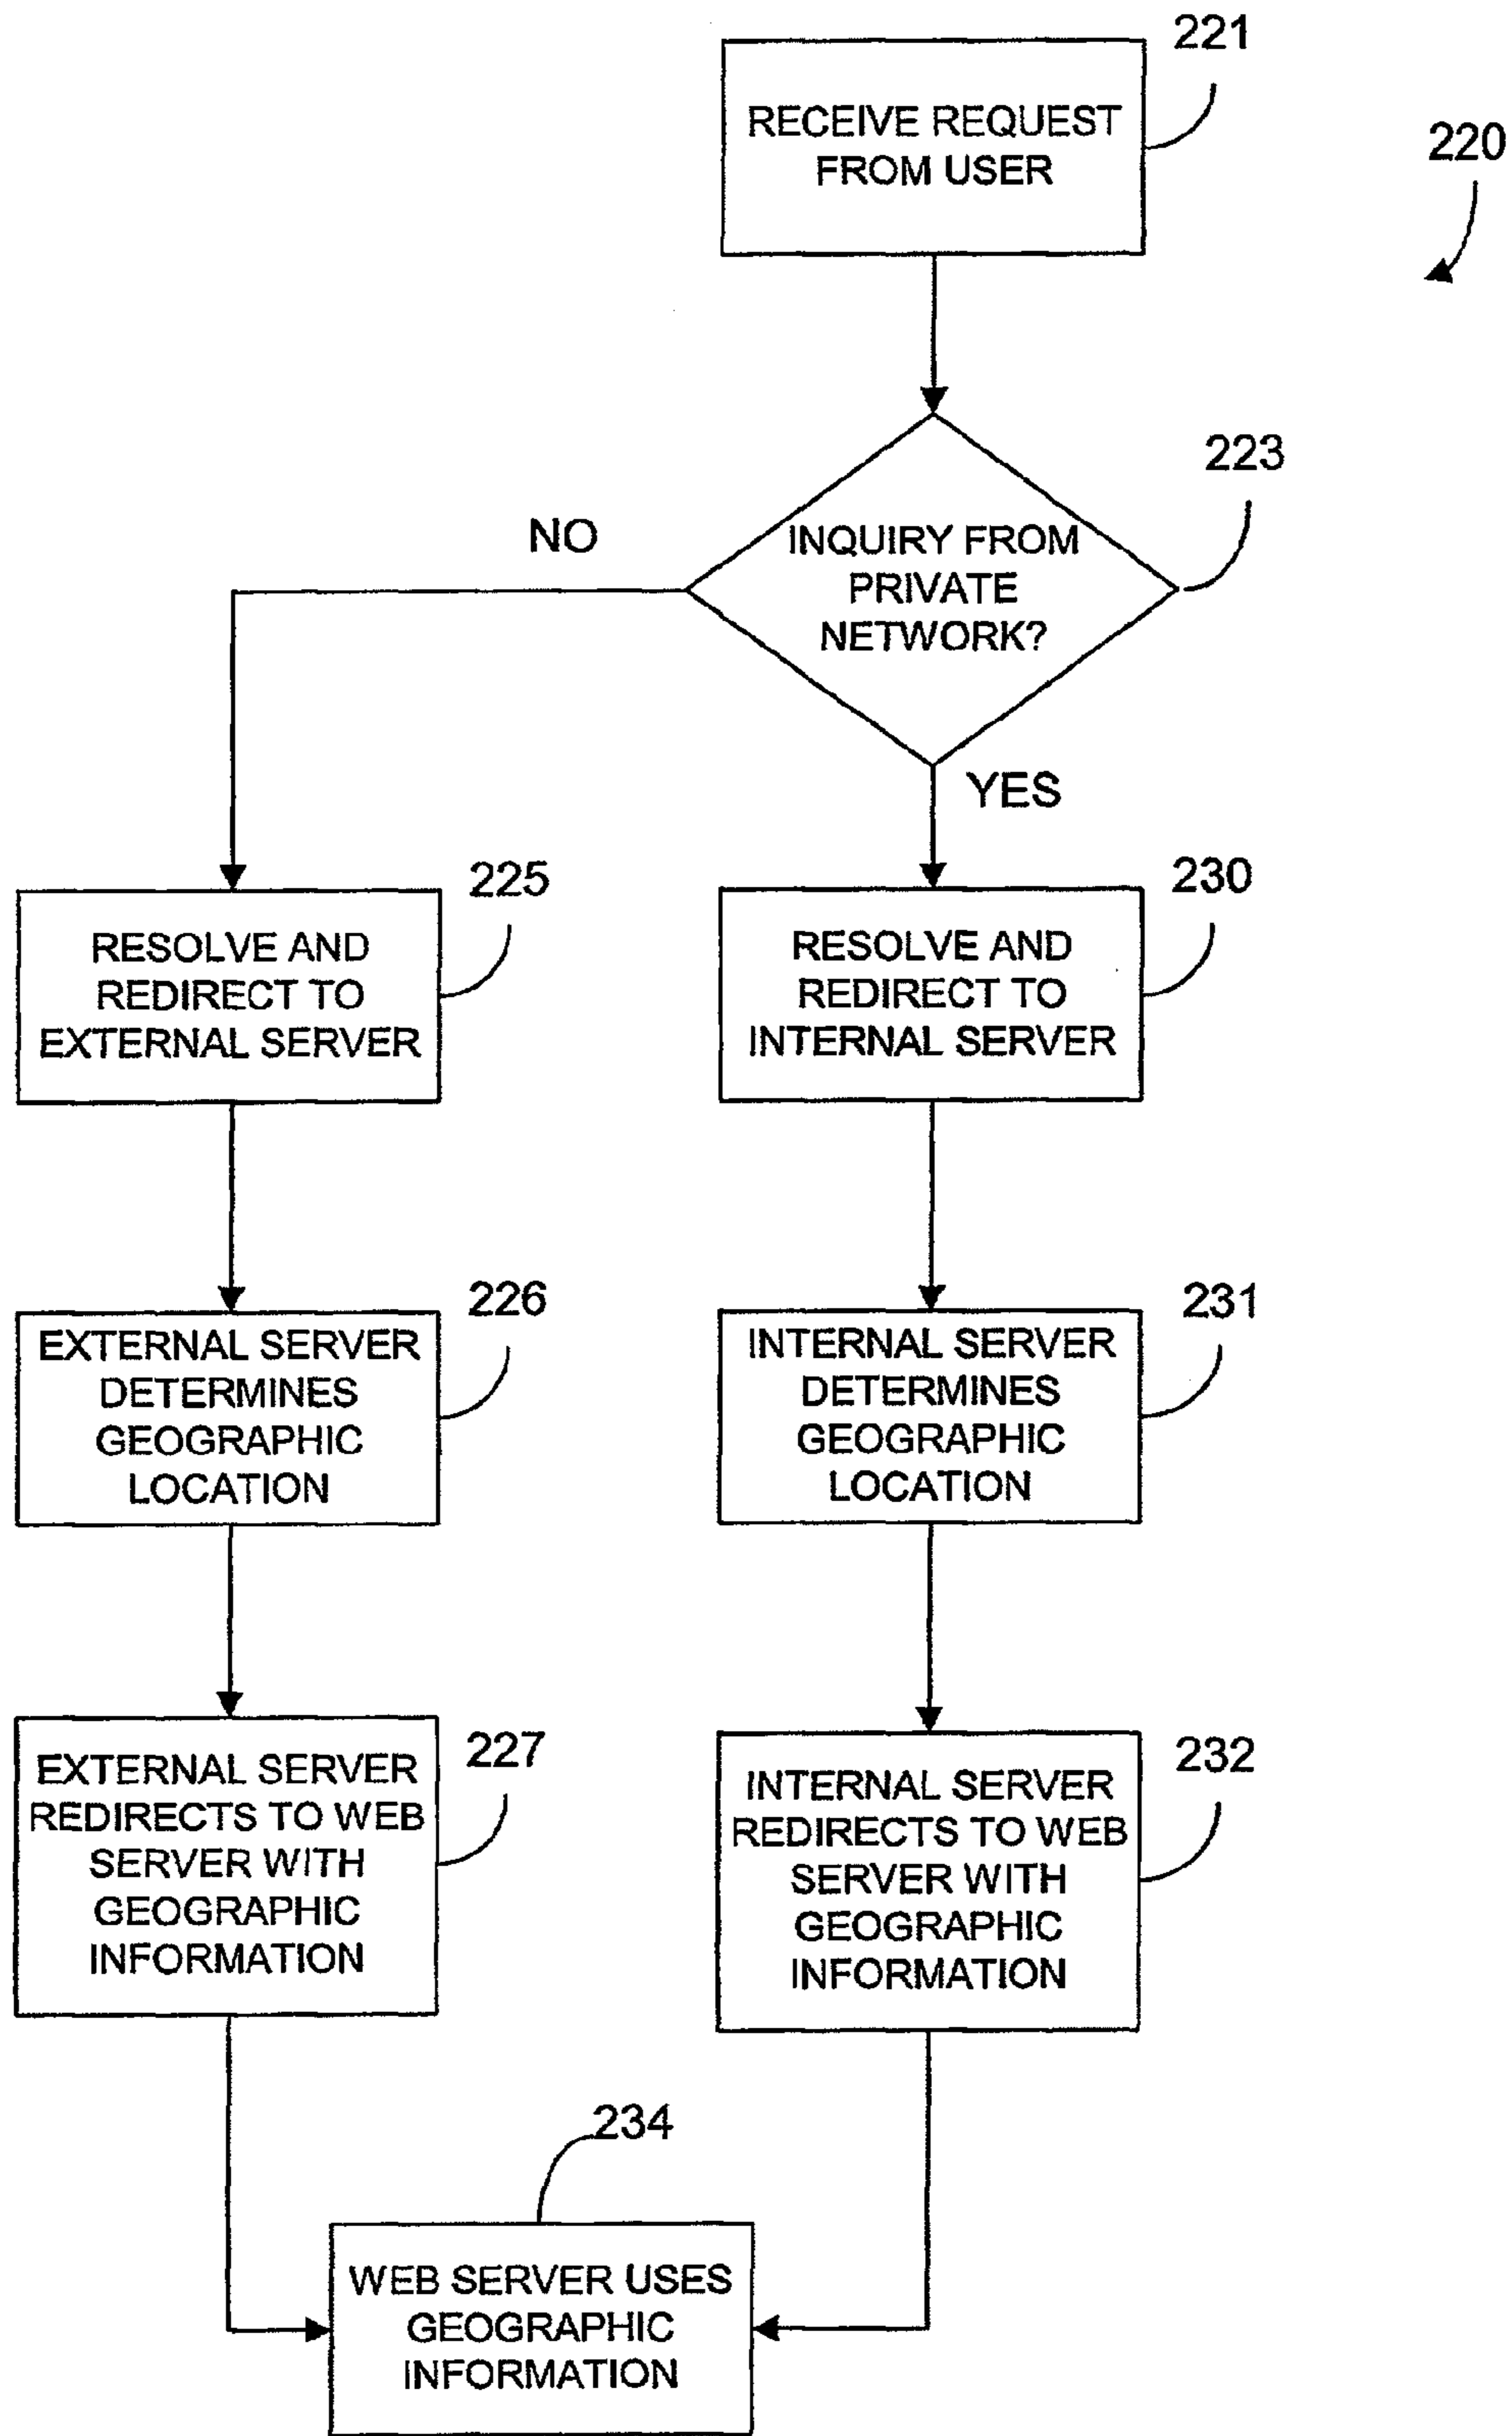 221
RECEIVE REQUEST
FROM USER
220
223
NO
INQUIRY FROM
PRIVATE
NETWORK?
YES
225
RESOLVE AND
REDIRECT TO
EXTERNAL SERVER
230
RESOLVE AND
REDIRECT TO
INTERNAL SERVER
226
EXTERNAL SERVER
DETERMINES
GEOGRAPHIC
LOCATION
231
INTERNAL SERVER
DETERMINES
GEOGRAPHIC
LOCATION
227
EXTERNAL SERVER
REDIRECTS TO WEB
SERVER WITH
GEOGRAPHIC
INFORMATION
232
INTERNAL SERVER
REDIRECTS TO WEB
SERVER WITH
GEOGRAPHIC
INFORMATION
234
WEB SERVER USES
GEOGRAPHIC
INFORMATION